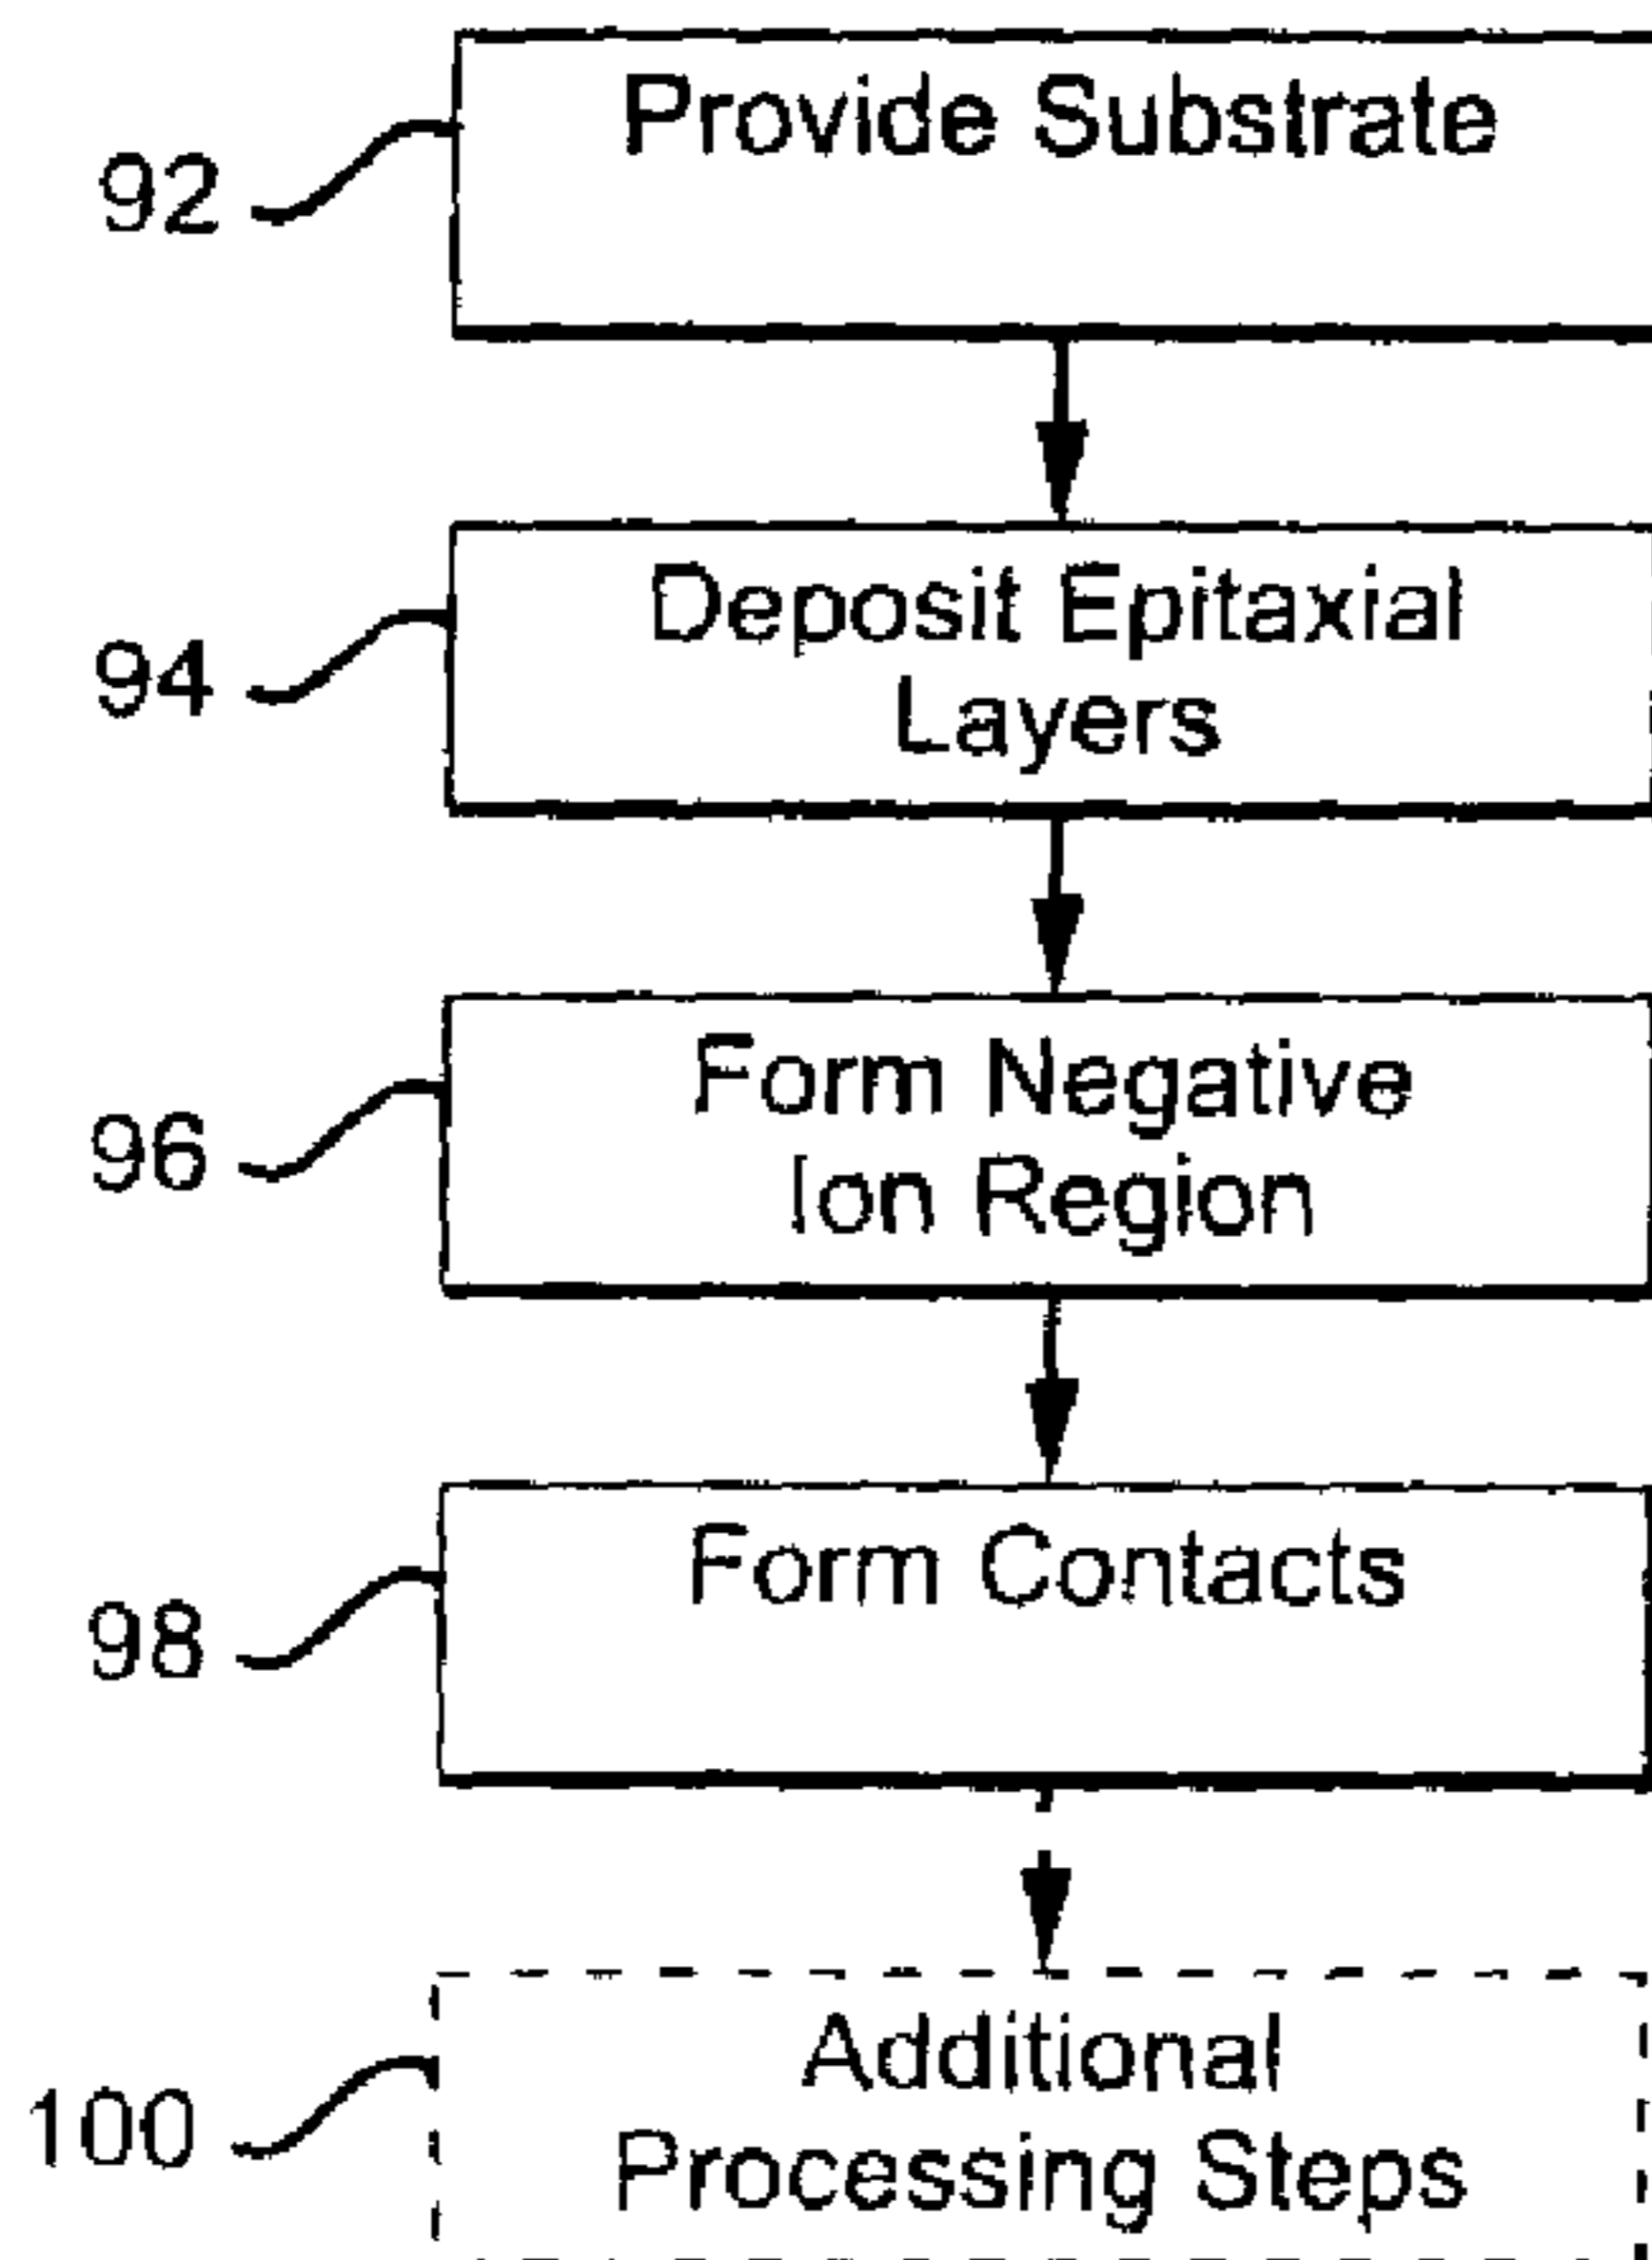 Provide Substrate
92
Deposit Epitaxial
Layers
94
Form Negative
Ion Region
96
Form Contacts
98
Additional
Processing Steps
100